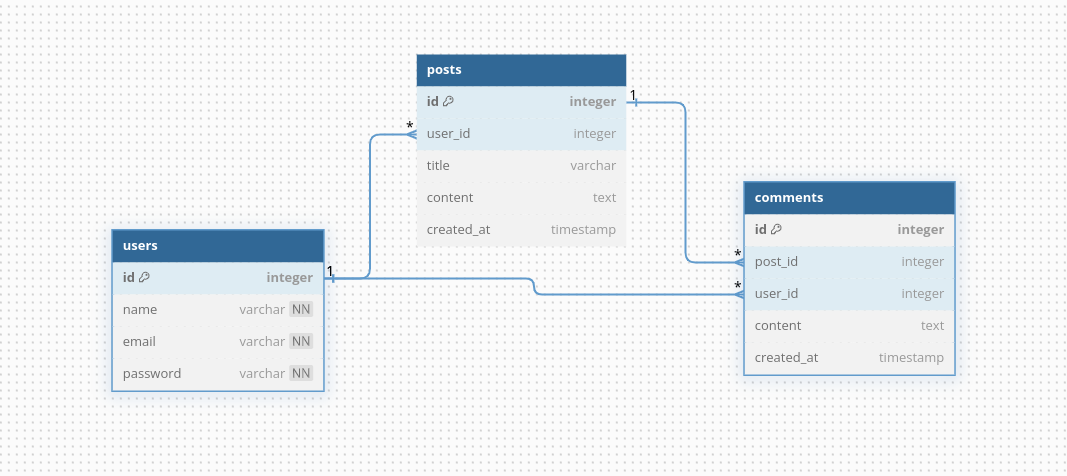 posts
id integer
user_id integer
title varchar
content text
created_at timestamp
users
id integer
name varchar NN
email varchar NN
password varchar NN
comments
id integer
post_id integer
user_id integer
content text
created_at timestamp
1
*
1
*
*